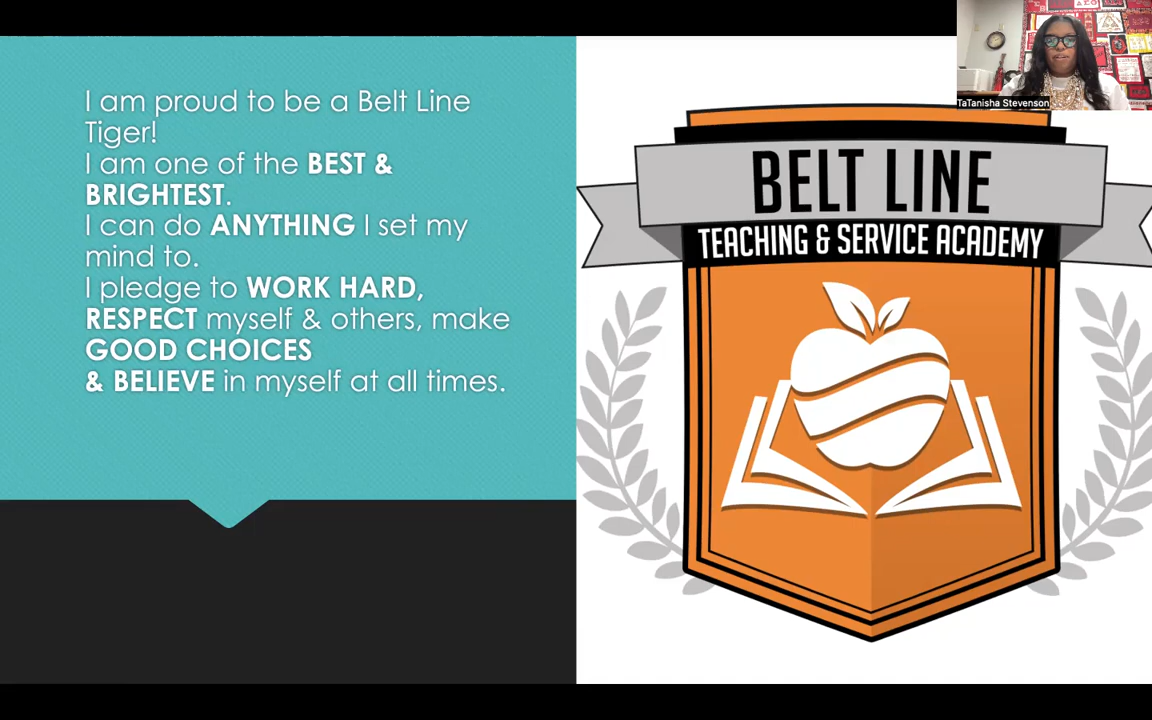 I am proud to be a Belt Line
Tiger!
I am one of the BEST &
BRIGHTEST.
I can do ANYTHING I set my
mind to.
I pledge to WORK HARD,
RESPECT myself & others, make
GOOD CHOICES
& BELIEVE in myself at all times.
TaTanisha Stevenson
BELT LINE
TEACHING & SERVICE ACADEMY